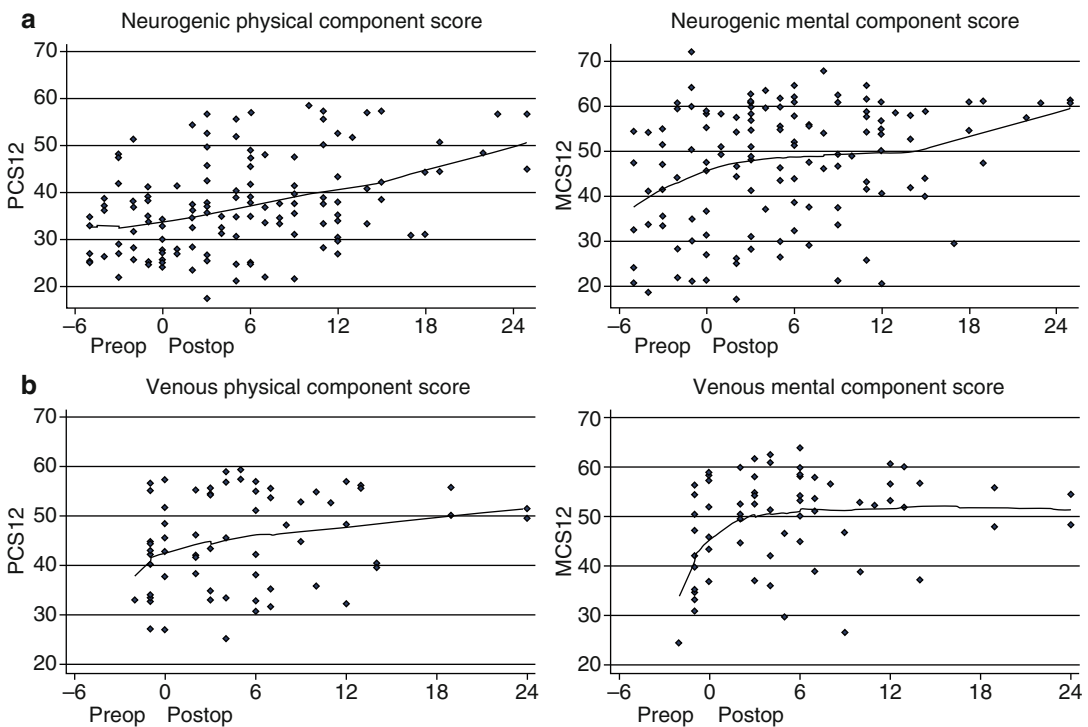 a
Neurogenic physical component score
PCS12
70
60
50
40
30
20
−6 0 6 12 18 24
Preop Postop
Neurogenic mental component score
MCS12
70
60
50
40
30
20
−6 0 6 12 18 24
Preop Postop
b
Venous physical component score
PCS12
70
60
50
40
30
20
−6 0 6 12 18 24
Preop Postop
Venous mental component score
MCS12
70
60
50
40
30
20
−6 0 6 12 18 24
Preop Postop